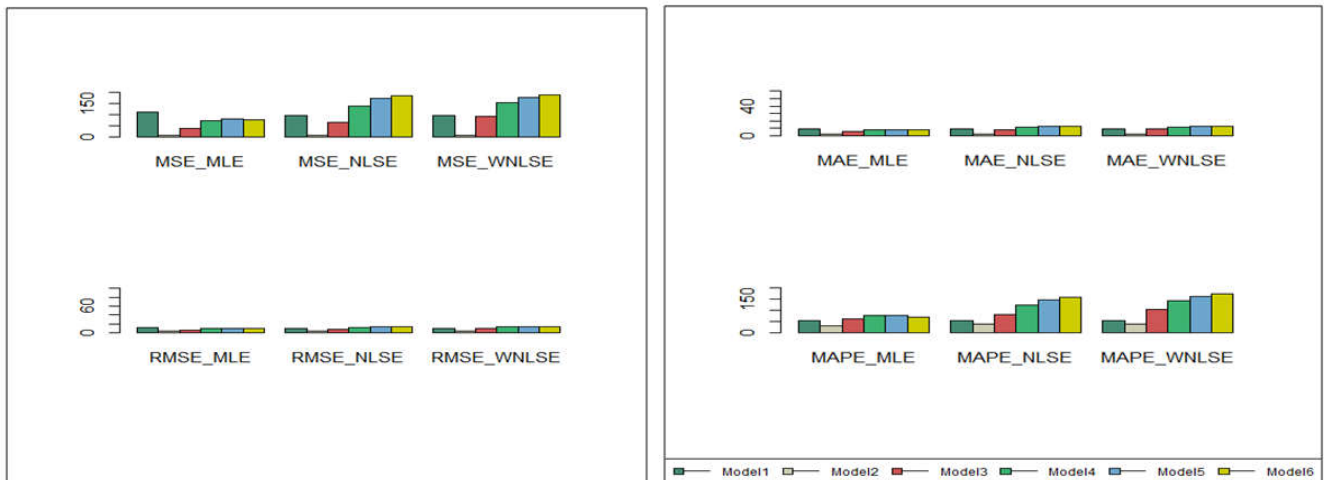 150
0
MSE_MLE MSE_NLSE MSE_WNLSE
60
0
RMSE_MLE RMSE_NLSE RMSE_WNLSE
40
0
MAE_MLE MAE_NLSE MAE_WNLSE
150
0
MAPE_MLE MAPE_NLSE MAPE_WNLSE
Model1 Model2 Model3 Model4 Model5 Model6